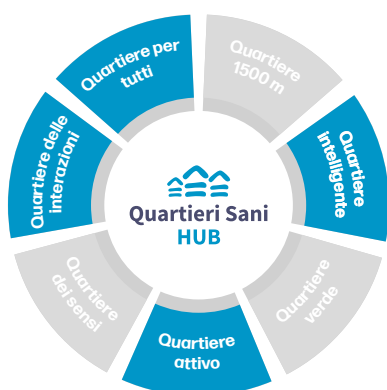 Quartiere per
tutti
Quartiere
1500 m
Quartiere
intelligente
Quartiere
verde
Quartiere
attivo
Quartiere
dei sensi
Quartiere delle
interazioni
Quartieri Sani
HUB